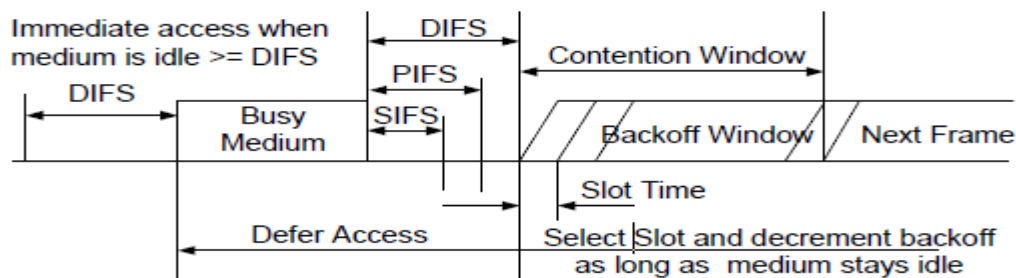 Immediate access when
medium is idle >= DIFS
DIFS
DIFS
Contention Window
PIFS
SIFS
Busy
Medium
Backoff Window
Next Frame
Slot Time
Defer Access
Select Slot and decrement backoff
as long as medium stays idle